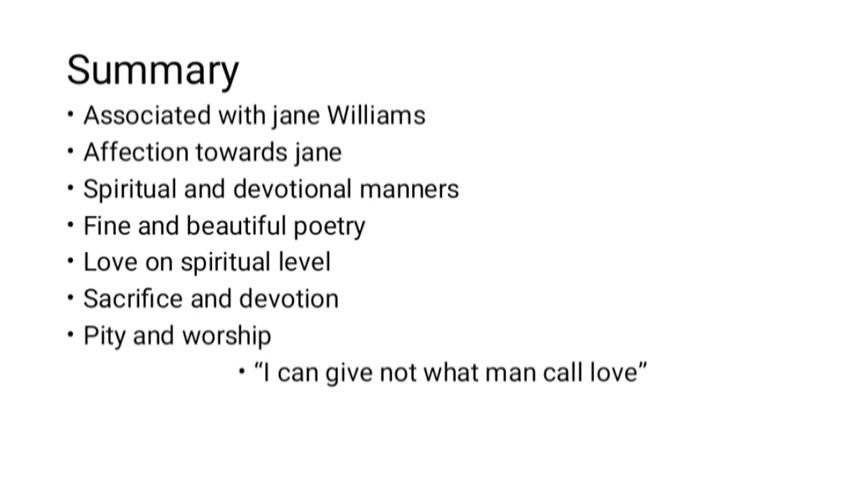 Summary
• Associated with jane Williams
• Affection towards jane
• Spiritual and devotional manners
• Fine and beautiful poetry
• Love on spiritual level
• Sacrifice and devotion
• Pity and worship
• “I can give not what man call love”